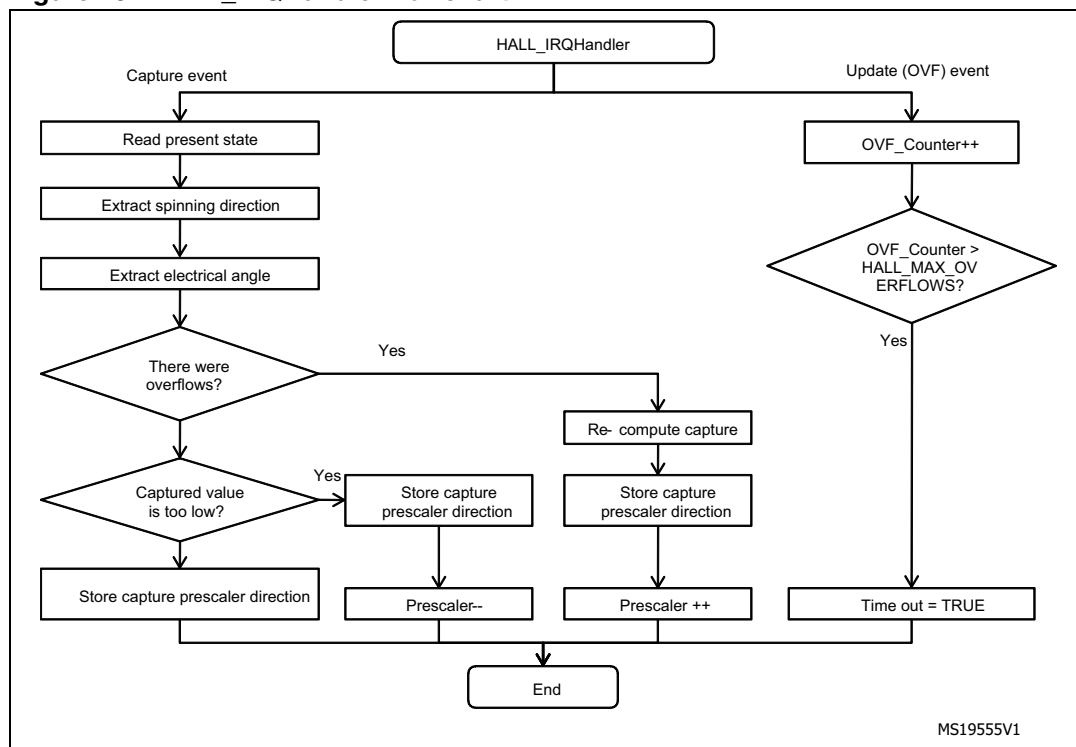 HALL_IRQHandler
Capture event
Update (OVF) event
Read present state
OVF_Counter++
Extract spinning direction
OVF_Counter >
HALL_MAX_OV
ERFLOWS?
Extract electrical angle
Yes
Yes
There were
overflows?
Re- compute capture
Yes
Captured value
is too low?
Store capture
prescaler direction
Store capture
prescaler direction
Store capture prescaler direction
Prescaler--
Prescaler ++
Time out = TRUE
End
MS19555V1